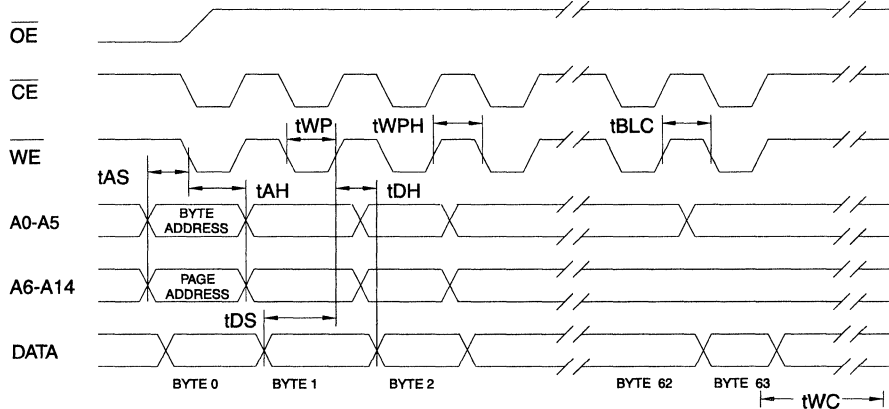 OE
CE
tWP tWPH tBLC
WE
tAS
tAH tDH
A0-A5 BYTE ADDRESS
A6-A14 PAGE ADDRESS
tDS
DATA
BYTE 0 BYTE 1 BYTE 2 BYTE 62 BYTE 63
tWC